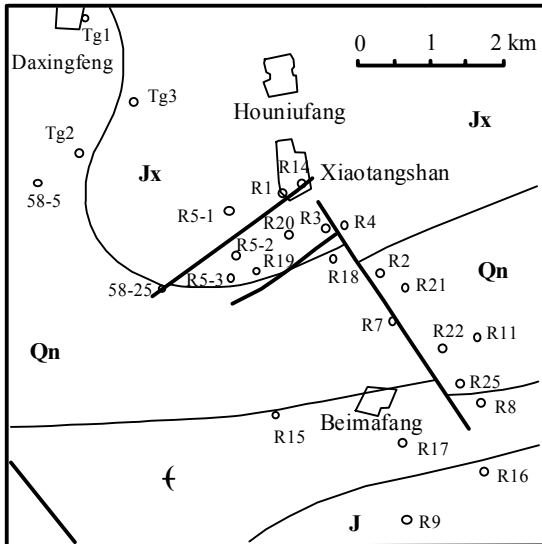 Tg1
0 1 2 km
Daxingfeng
Tg3
Houniufang
Jx
Tg2
Jx
R14
Xiaotangshan
58-5
R1
R5-1
R20
R3
R4
R5-2
R19
R18
R2
Qn
58-25
R5-3
R21
R7
R22
R11
Qn
R25
Beimafang
R8
R15
R17
R16
J
R9